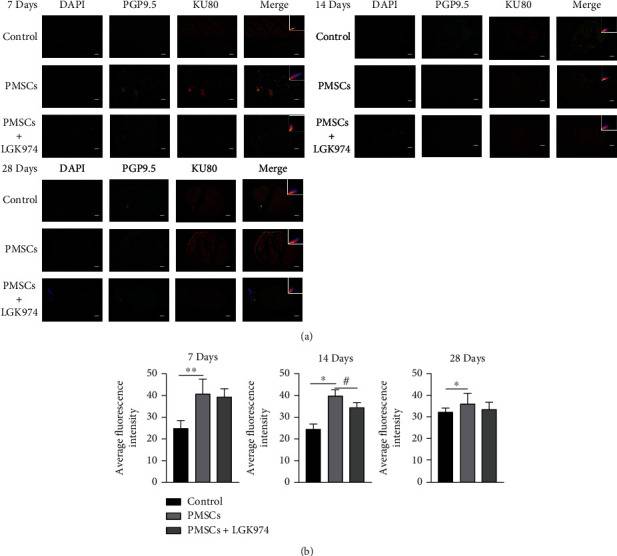 7 Days DAPI PGP9.5 KU80 Merge
Control
PMSCs
PMSCs
+
LGK974
14 Days DAPI PGP9.5 KU80 Merge
Control
PMSCs
PMSCs
+
LGK974
28 Days DAPI PGP9.5 KU80 Merge
Control
PMSCs
PMSCs
+
LGK974
(a)
7 Days
Average fluorescence
intensity
50
40
30
20
10
0
**
14 Days
Average fluorescence
intensity
50
40
30
20
10
0
*
#
28 Days
Average fluorescence
intensity
50
40
30
20
10
0
*
Control
PMSCs
PMSCs + LGK974
(b)